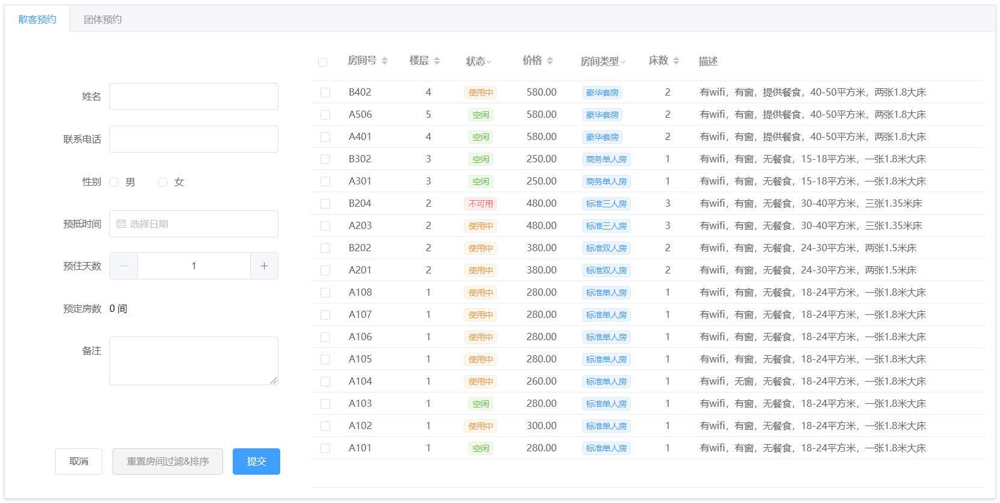 散客预约 团体预约
姓名
联系电话
性别 男 女
预抵时间 选择日期
预住天数 — 1 +
预定房数 0 间
备注
取消 重置房间过滤&排序 提交
房间号 楼层 状态 价格 房间类型 床数 描述
B402 4 使用中 580.00 豪华套房 2 有wifi，有窗，提供餐食，40-50平方米，两张1.8大床
A506 5 空闲 580.00 豪华套房 2 有wifi，有窗，提供餐食，40-50平方米，两张1.8大床
A401 4 空闲 580.00 豪华套房 2 有wifi，有窗，提供餐食，40-50平方米，两张1.8大床
B302 3 空闲 250.00 商务单人房 1 有wifi，有窗，无餐食，15-18平方米，一张1.8米大床
A301 3 空闲 250.00 商务单人房 1 有wifi，有窗，无餐食，15-18平方米，一张1.8米大床
B204 2 不可用 480.00 标准三人房 3 有wifi，有窗，无餐食，30-40平方米，三张1.35米床
A203 2 使用中 480.00 标准三人房 3 有wifi，有窗，无餐食，30-40平方米，三张1.35米床
B202 2 使用中 380.00 标准双人房 2 有wifi，有窗，无餐食，24-30平方米，两张1.5米床
A201 2 使用中 380.00 标准双人房 2 有wifi，有窗，无餐食，24-30平方米，两张1.5米床
A108 1 使用中 280.00 标准单人房 1 有wifi，有窗，无餐食，18-24平方米，一张1.8米大床
A107 1 使用中 280.00 标准单人房 1 有wifi，有窗，无餐食，18-24平方米，一张1.8米大床
A106 1 使用中 280.00 标准单人房 1 有wifi，有窗，无餐食，18-24平方米，一张1.8米大床
A105 1 使用中 280.00 标准单人房 1 有wifi，有窗，无餐食，18-24平方米，一张1.8米大床
A104 1 使用中 260.00 标准单人房 1 有wifi，无窗，无餐食，18-24平方米，一张1.8米大床
A103 1 空闲 280.00 标准单人房 1 有wifi，有窗，无餐食，18-24平方米，一张1.8米大床
A102 1 使用中 300.00 标准单人房 1 有wifi，有窗，无餐食，18-24平方米，一张1.8米大床
A101 1 空闲 280.00 标准单人房 1 有wifi，有窗，无餐食，18-24平方米，一张1.8米大床